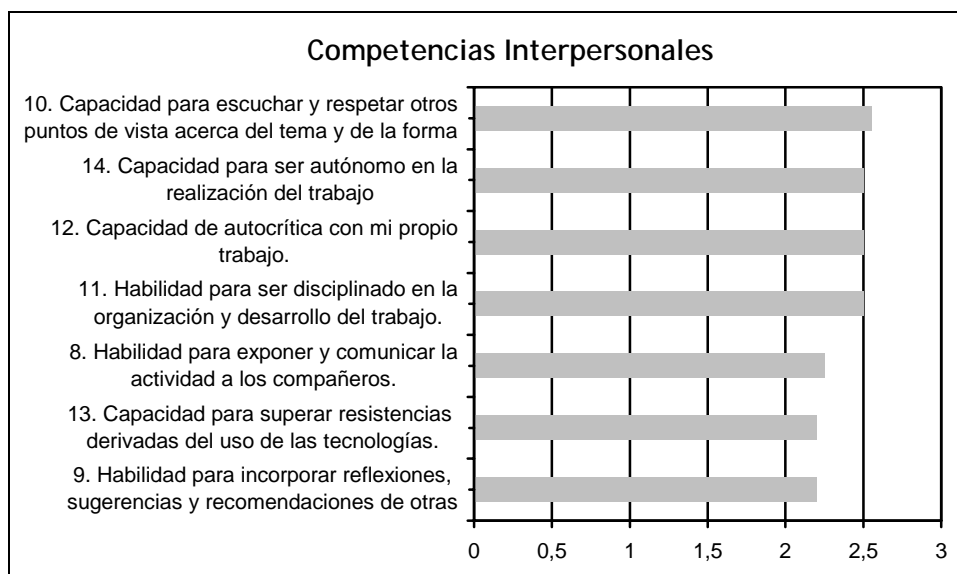 Competencias Interpersonales
10. Capacidad para escuchar y respetar otros
puntos de vista acerca del tema y de la forma
14. Capacidad para ser autónomo en la
realización del trabajo
12. Capacidad de autocrítica con mi propio
trabajo.
11. Habilidad para ser disciplinado en la
organización y desarrollo del trabajo.
8. Habilidad para exponer y comunicar la
actividad a los compañeros.
13. Capacidad para superar resistencias
derivadas del uso de las tecnologías.
9. Habilidad para incorporar reflexiones,
sugerencias y recomendaciones de otras
0 0,5 1 1,5 2 2,5 3